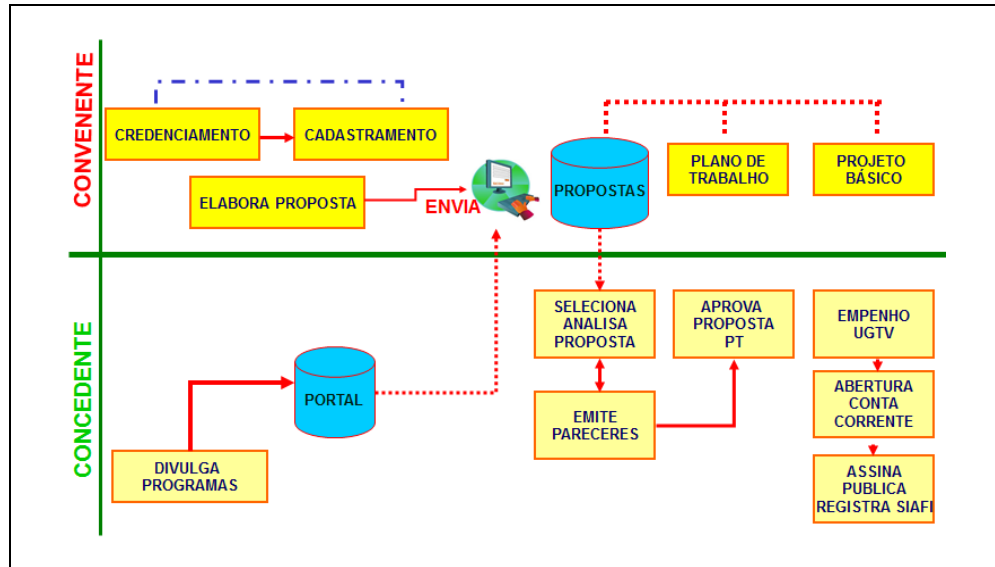 CONVENENTE
CREDENCIAMENTO
CADASTRAMENTO
ELABORA PROPOSTA
ENVIA
PROPOSTAS
PLANO DE
TRABALHO
PROJETO
BÁSICO
CONCEDENTE
DIVULGA
PROGRAMAS
PORTAL
SELECIONA
ANALISA
PROPOSTA
EMITE
PARECERES
APROVA
PROPOSTA
PT
EMPENHO
UGTV
ABERTURA
CONTA
CORRENTE
ASSINA
PUBLICA
REGISTRA SIAFI